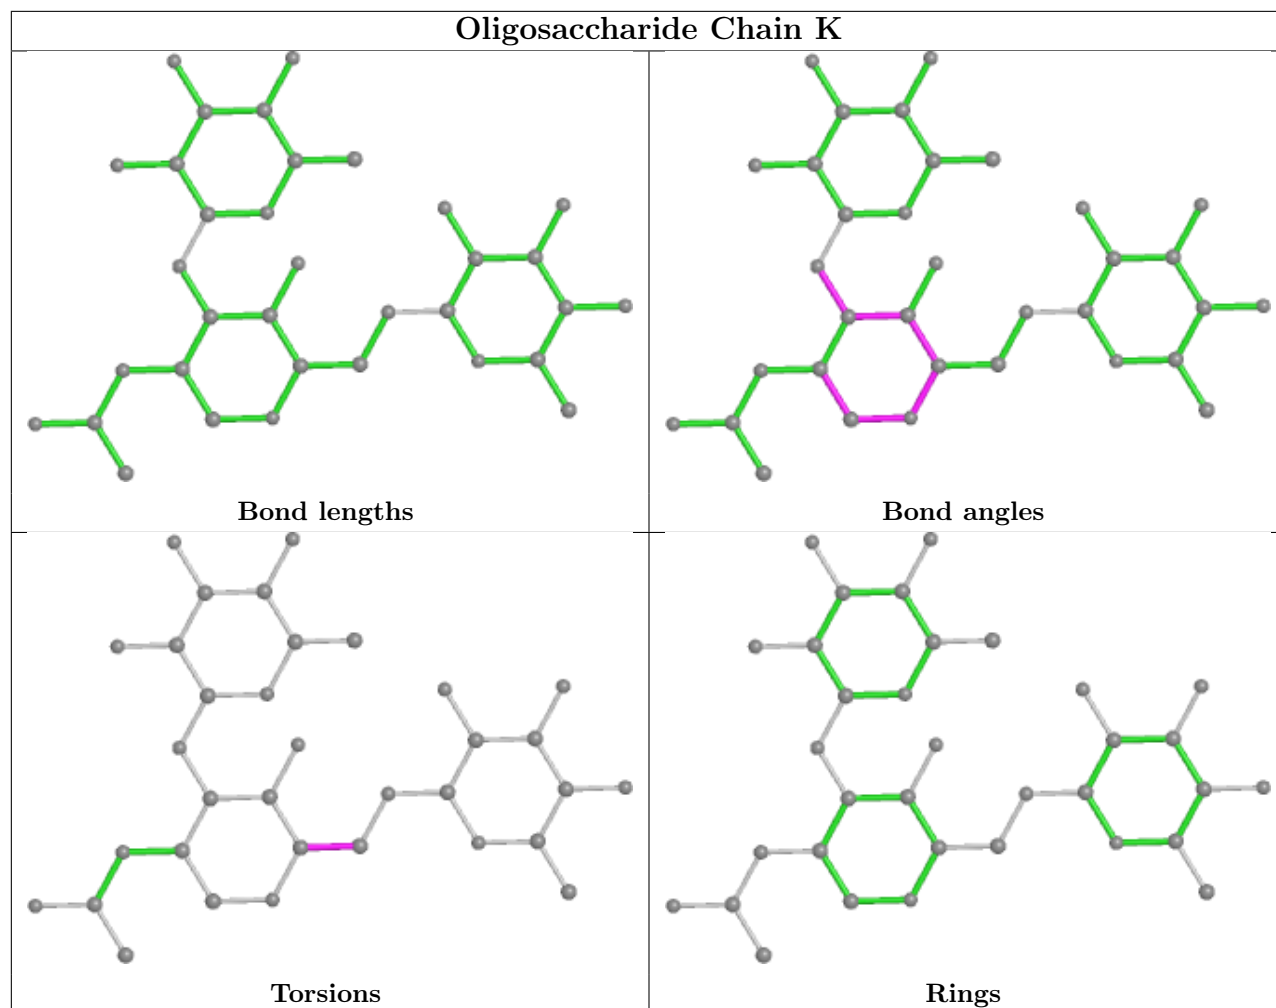 Oligosaccharide Chain K
Bond lengths
Bond angles
Torsions
Rings